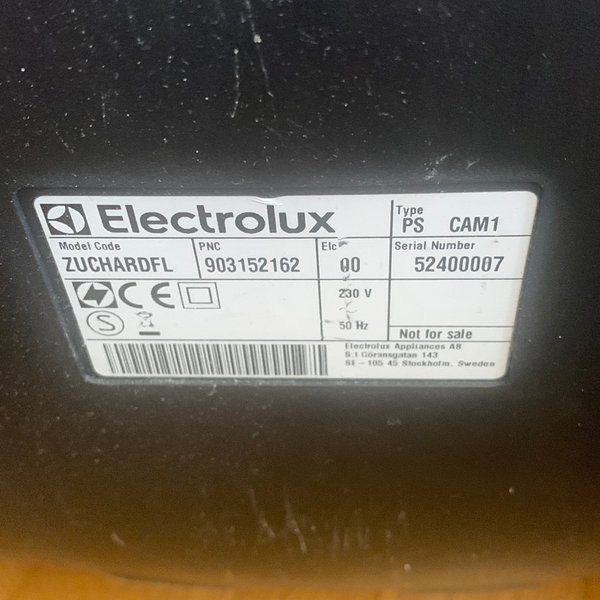 Electrolux
Type
PS CAM1
Model Code
ZUCHARDFL
PNC
903152162
Elc
00
Serial Number
52400007
CE
230 V
S
50 Hz
Not for sale
Electrolux Appliances AB
S:t Göransgatan 143
SE - 105 45 Stockholm. Sweden